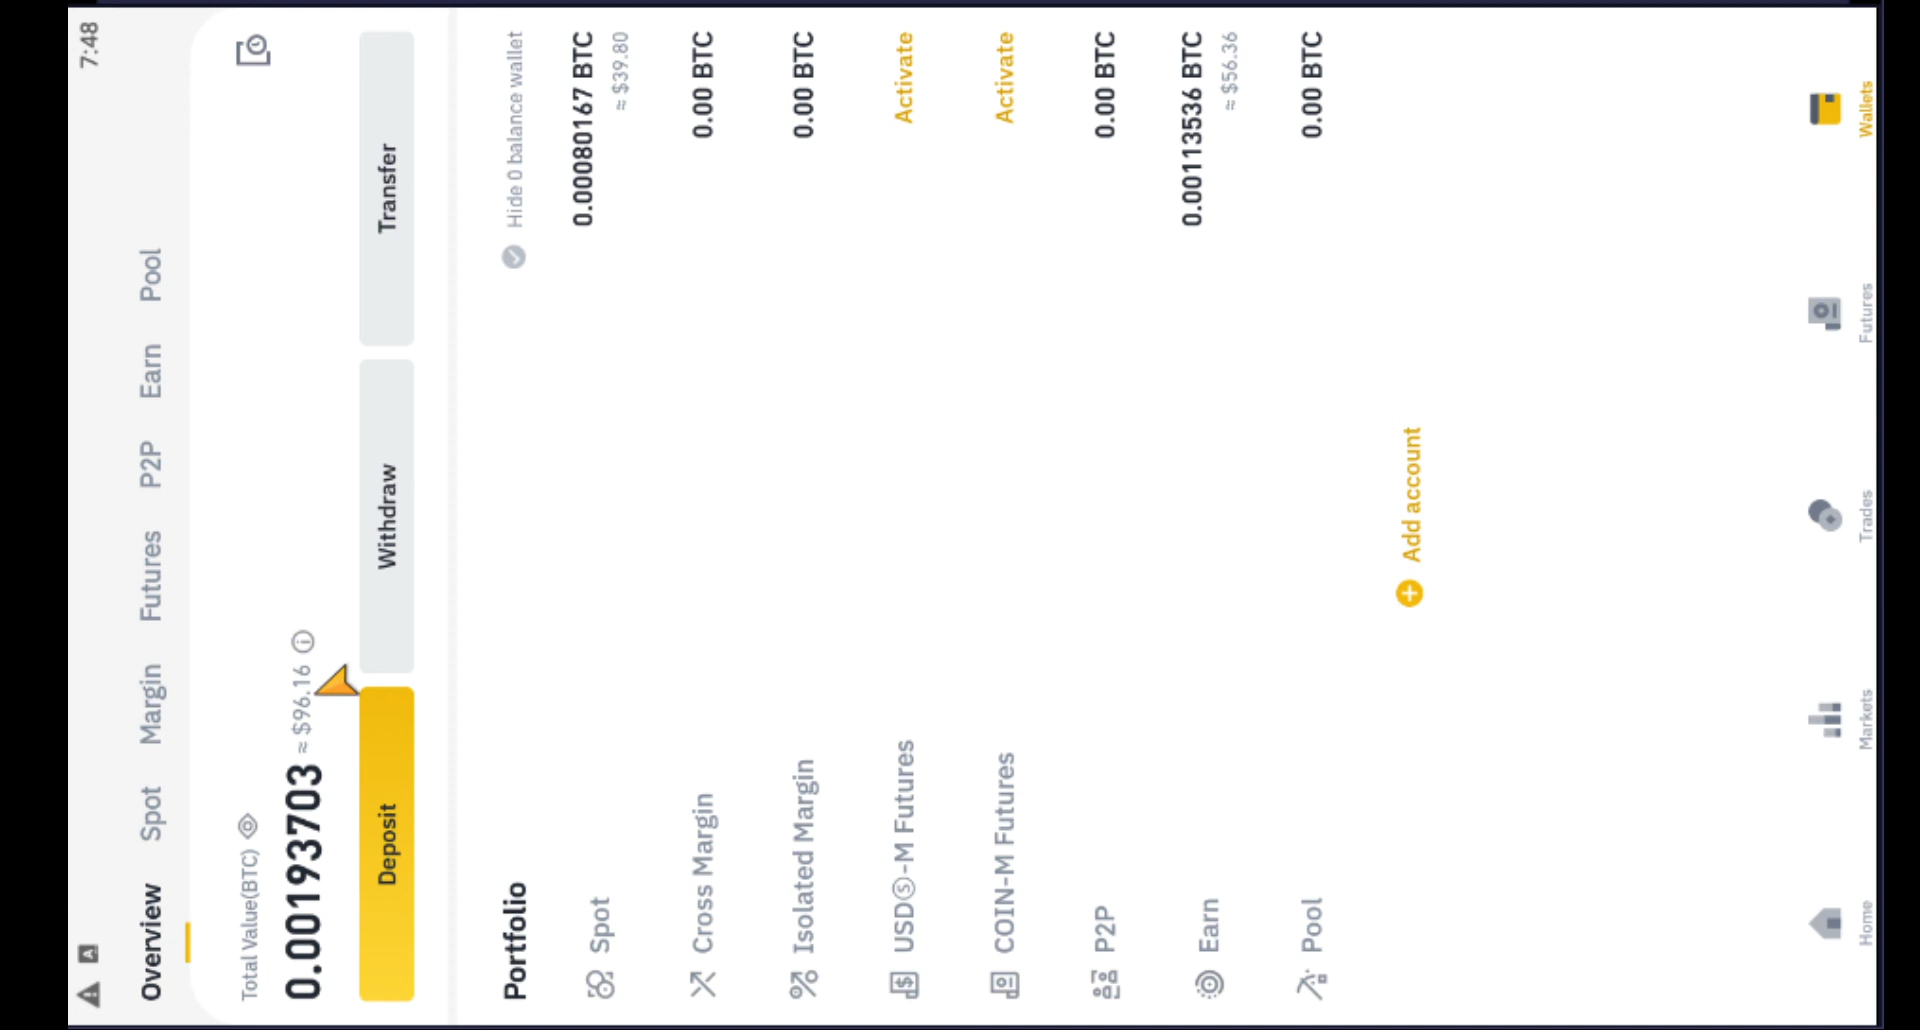 7:48
Overview Spot Margin Futures P2P Earn Pool
Total Value(BTC)
0.00193703 ≈ $96.16
Deposit Withdraw Transfer
Portfolio Hide 0 balance wallet
Spot 0.00080167 BTC
≈ $39.80
Cross Margin 0.00 BTC
Isolated Margin 0.00 BTC
USDⓈ-M Futures Activate
COIN-M Futures Activate
P2P 0.00 BTC
Earn 0.00113536 BTC
≈ $56.36
Pool 0.00 BTC
Add account
Home Markets Trades Futures Wallets